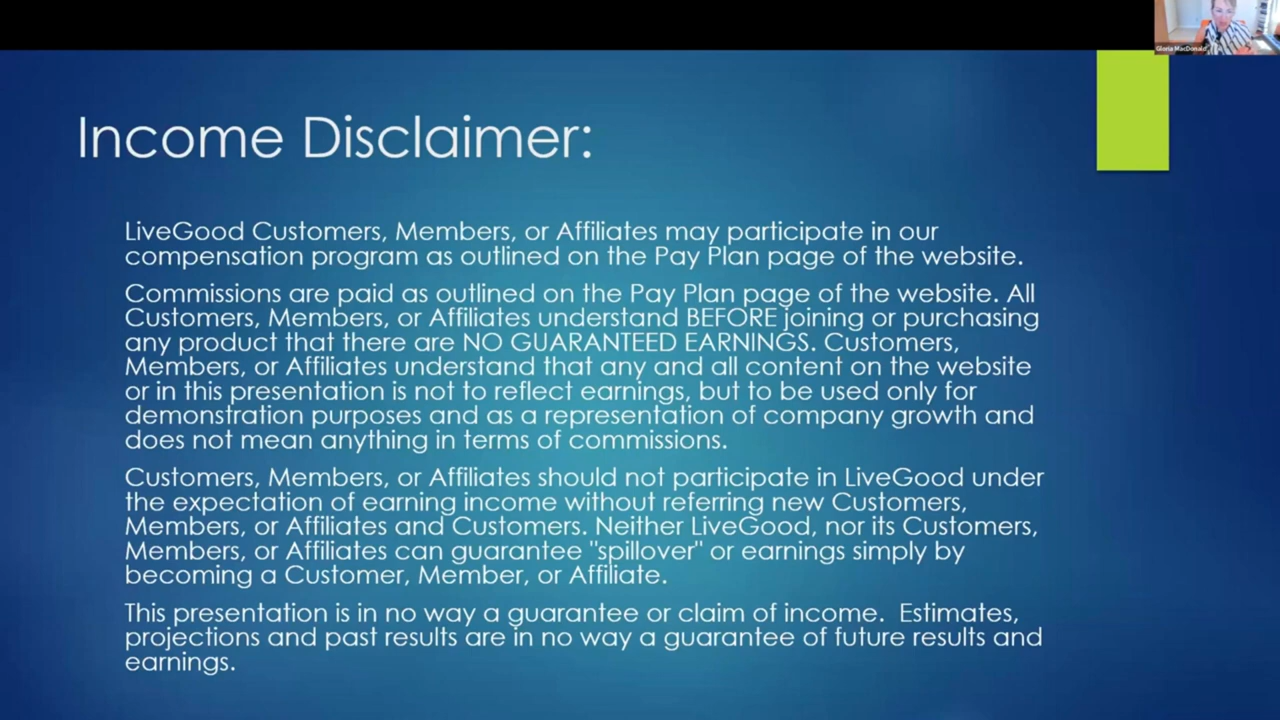 Gloria MacDonald
Income Disclaimer:
LiveGood Customers, Members, or Affiliates may participate in our
compensation program as outlined on the Pay Plan page of the website.
Commissions are paid as outlined on the Pay Plan page of the website. All
Customers, Members, or Affiliates understand BEFORE joining or purchasing
any product that there are NO GUARANTEED EARNINGS. Customers,
Members, or Affiliates understand that any and all content on the website
or in this presentation is not to reflect earnings, but to be used only for
demonstration purposes and as a representation of company growth and
does not mean anything in terms of commissions.
Customers, Members, or Affiliates should not participate in LiveGood under
the expectation of earning income without referring new Customers,
Members, or Affiliates and Customers. Neither LiveGood, nor its Customers,
Members, or Affiliates can guarantee "spillover" or earnings simply by
becoming a Customer, Member, or Affiliate.
This presentation is in no way a guarantee or claim of income.  Estimates,
projections and past results are in no way a guarantee of future results and
earnings.